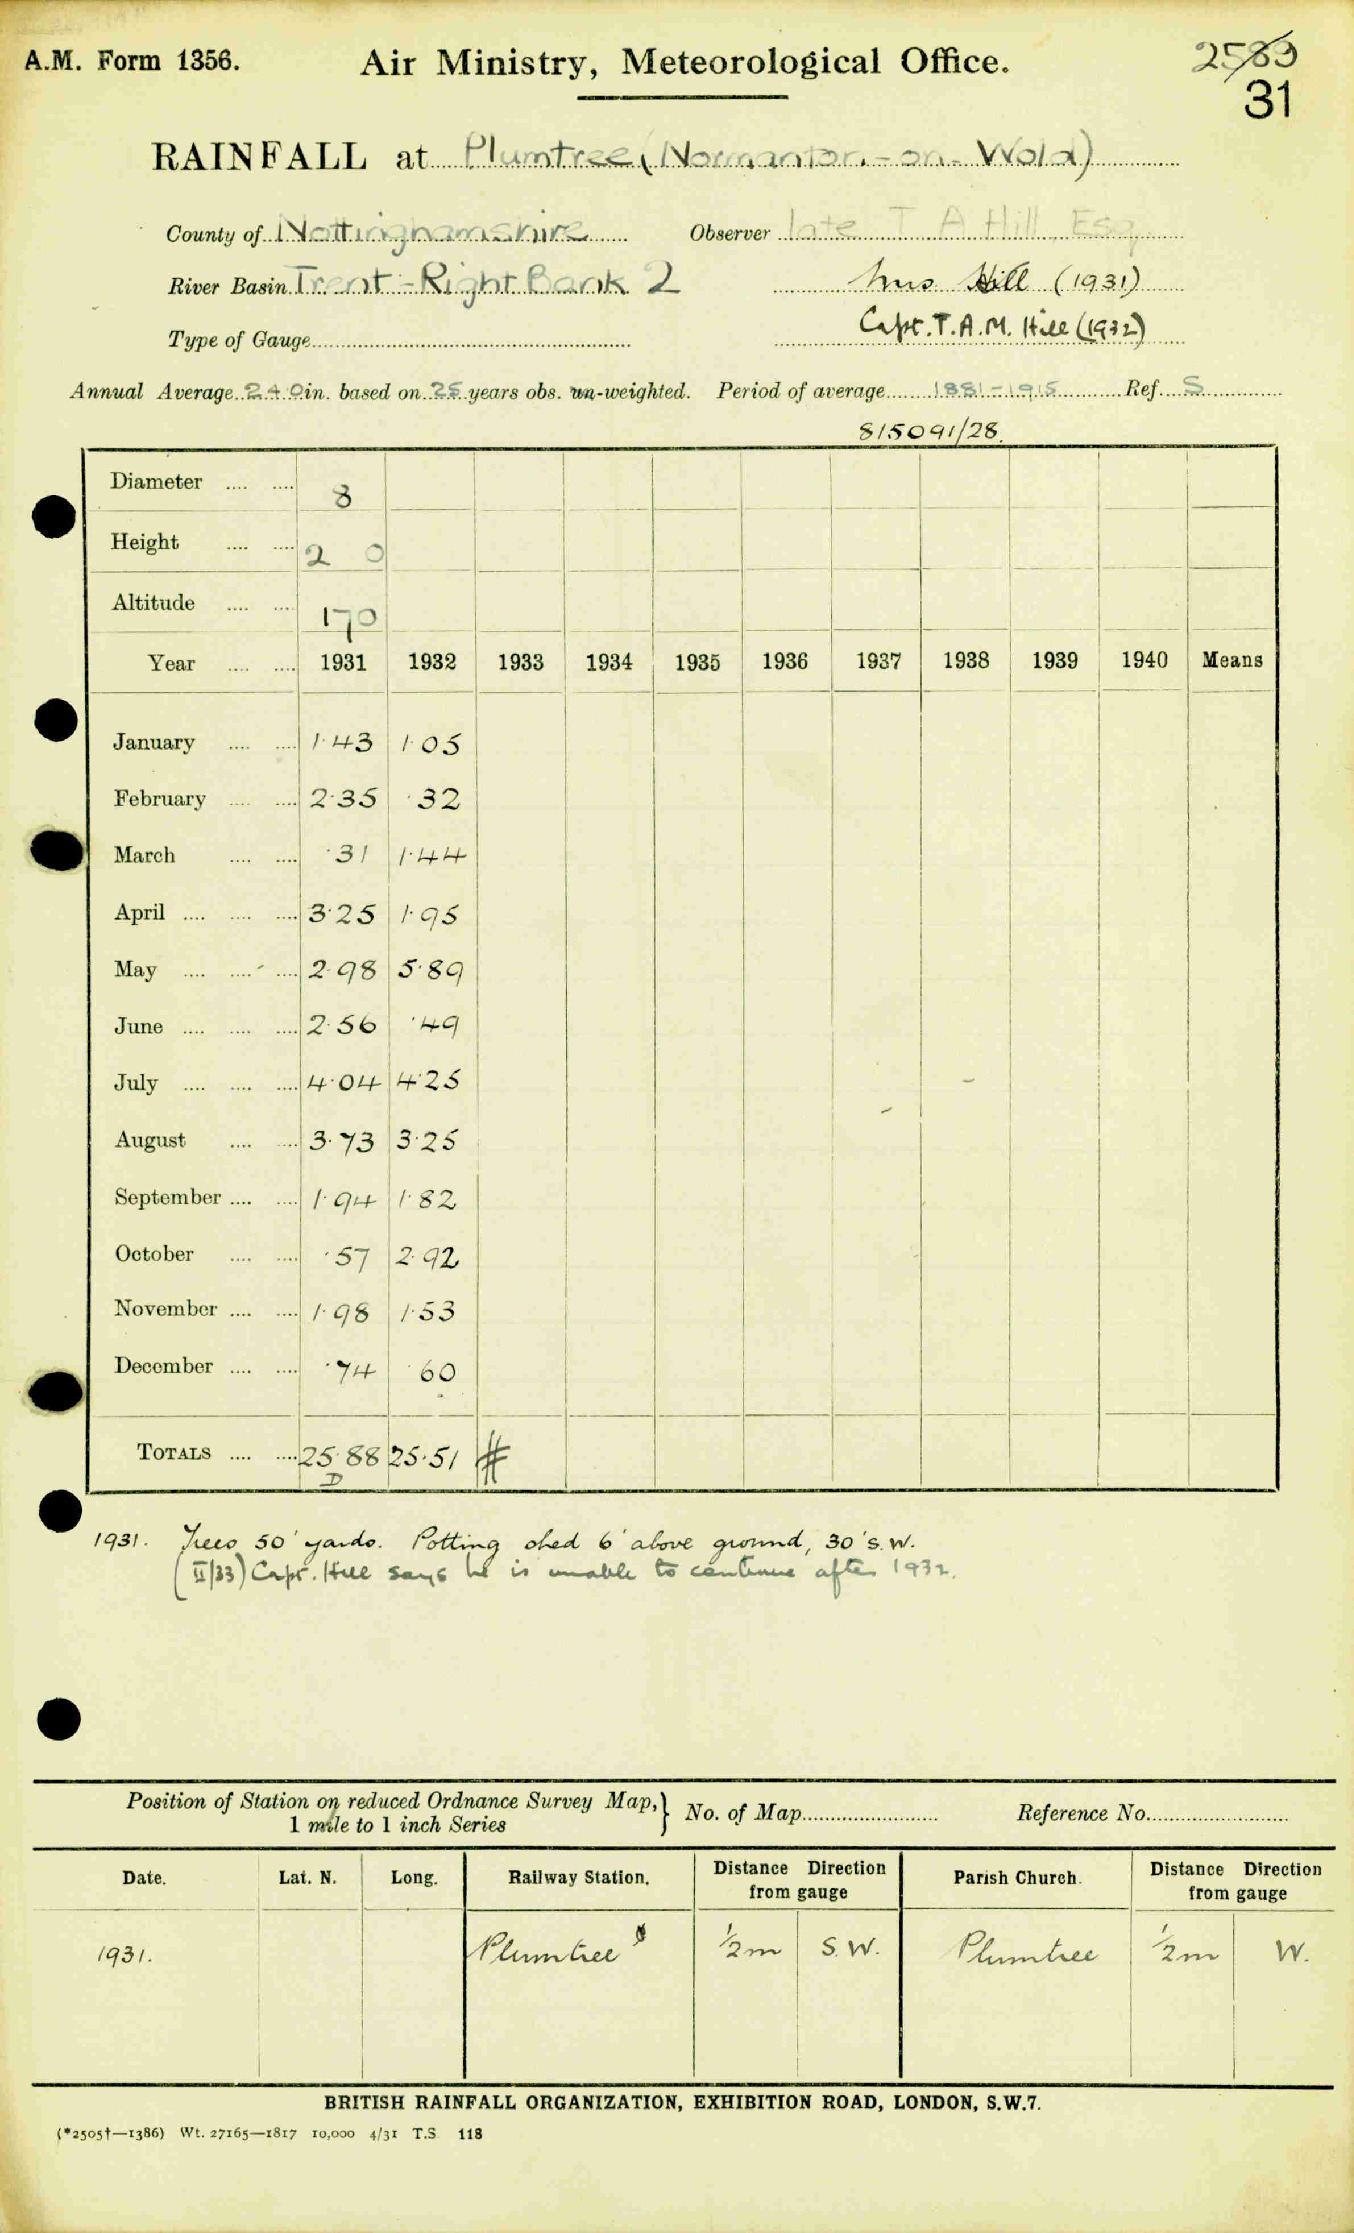 A.M. Form 1356. Air Ministry, Meteorological Office. 2583
31
RAINFALL at Plumtree (Normanton-on-Wold)
County of Nottinghamshire Observer late T A Hill, Esq
River Basin Trent - Right Bank 2 Mrs Hill (1931)
Type of Gauge Capt. T.A.M. Hill (1932)
Annual Average 24.0 in. based on 25 years obs. un-weighted. Period of average 1881-1915 Ref. S
815091/28.
Diameter 8
Height 2 0
Altitude 170
Year 1931 1932 1933 1934 1935 1936 1937 1938 1939 1940 Means
January 1.43 1.05
February 2.35 .32
March .31 1.44
April 3.25 1.95
May 2.98 5.89
June 2.56 .49
July 4.04 4.25
August 3.73 3.25
September 1.94 1.82
October .57 2.92
November 1.98 1.53
December .74 .60
TOTALS 25.88 25.51 #
D
1931. Trees 50' yards. Potting shed 6' above ground, 30' S.W.
(II/33) Capt. Hill says he is unable to continue after 1932.
Position of Station on reduced Ordnance Survey Map, } No. of Map Reference No.
1 mile to 1 inch Series
Date. Lat. N. Long. Railway Station. Distance Direction from gauge Parish Church. Distance Direction from gauge
1931. Plumtree ½m S.W. Plumtree ½m W.
BRITISH RAINFALL ORGANIZATION, EXHIBITION ROAD, LONDON, S.W.7.
(*2505†—1386) Wt. 27165—1817 10,000 4/31 T.S 118